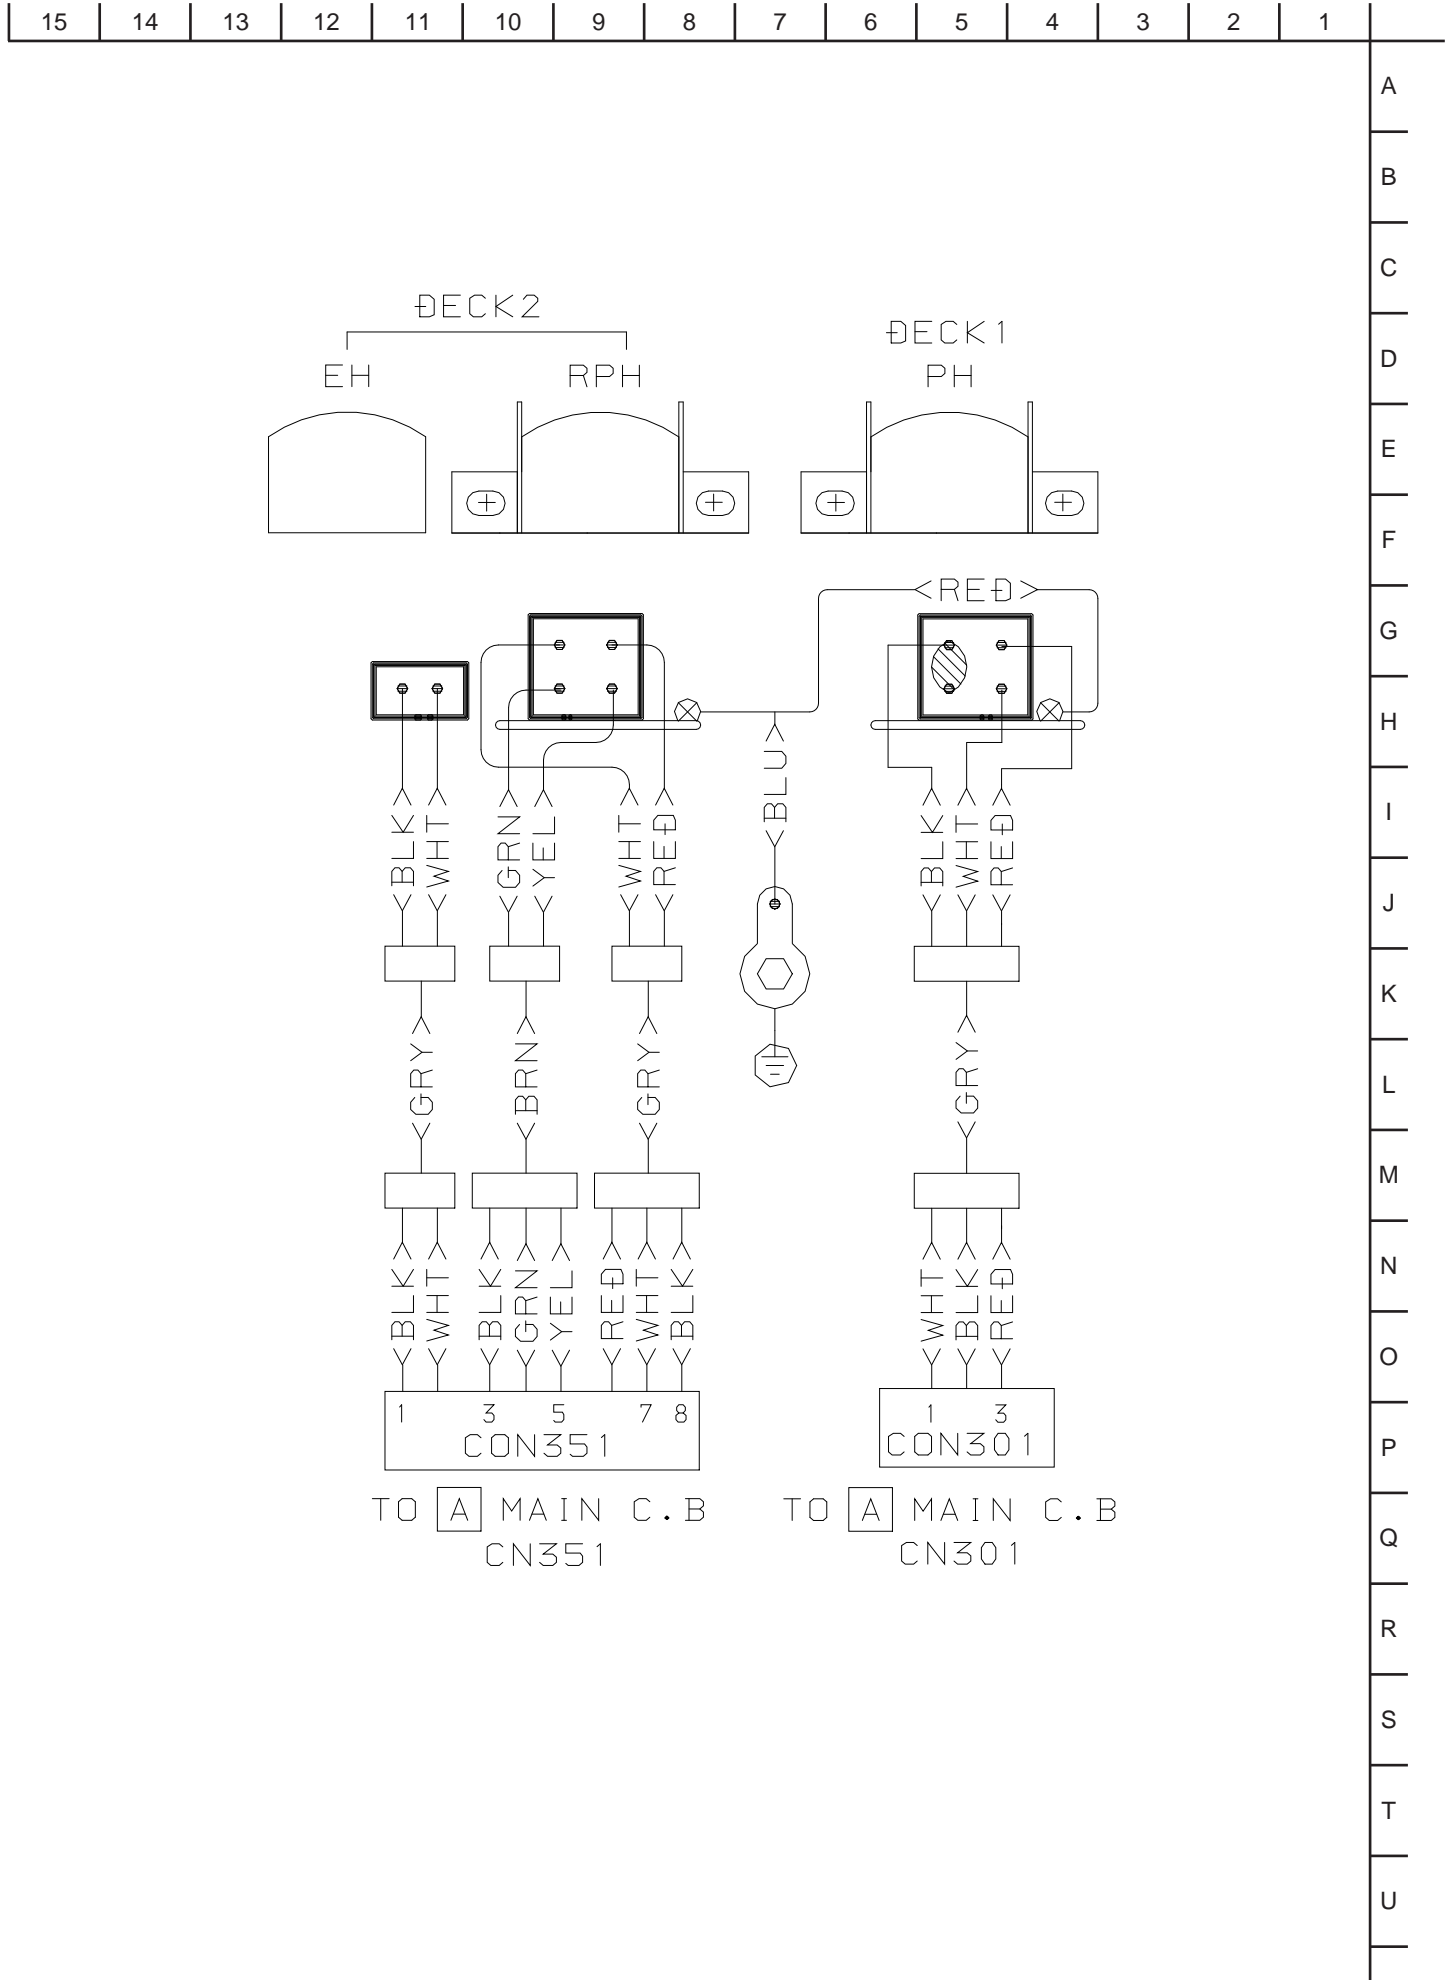 15 14 13 12 11 10 9 8 7 6 5 4 3 2 1
A
B
C
DECK2
DECK1
D
EH RPH PH
E
F
<RED>
G
H
<BLU>
I
<BLK> <WHT> <GRN> <YEL> <WHT> <RED> <BLK> <WHT> <RED>
J
K
<GRY> <BRN> <GRY> <GRY>
L
M
N
<BLK> <WHT> <BLK> <GRN> <YEL> <RED> <WHT> <BLK> <WHT> <BLK> <RED>
O
1 3 5 7 8 1 3
CON351 CON301
P
TO A MAIN C.B TO A MAIN C.B
CN351 CN301
Q
R
S
T
U